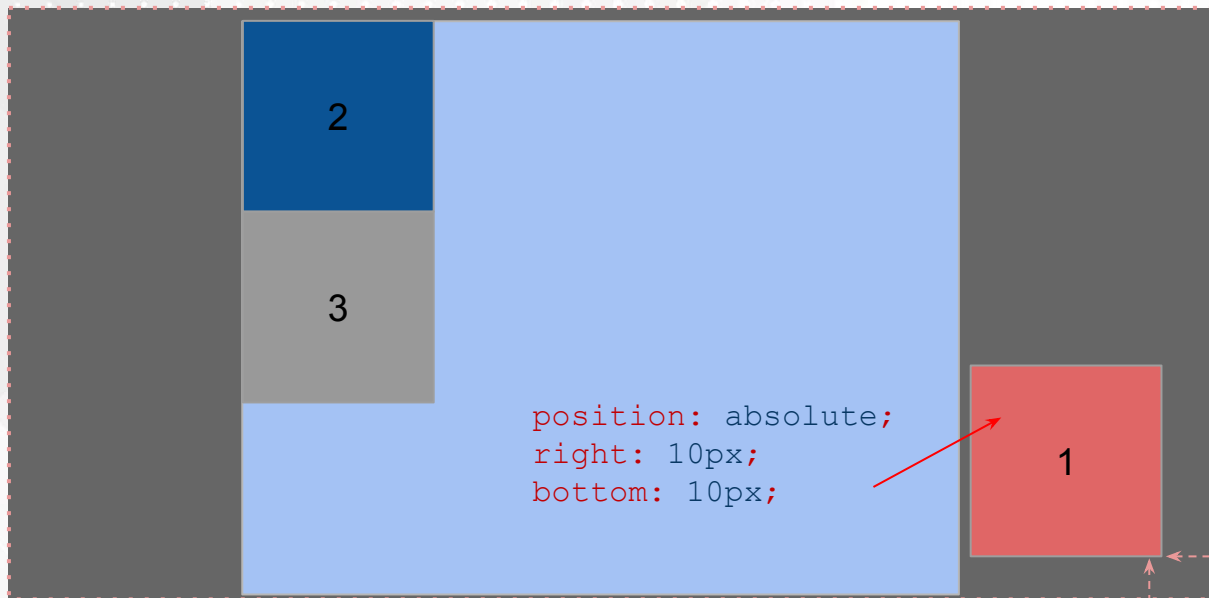 2
3
position: absolute;
right: 10px;
bottom: 10px;
1